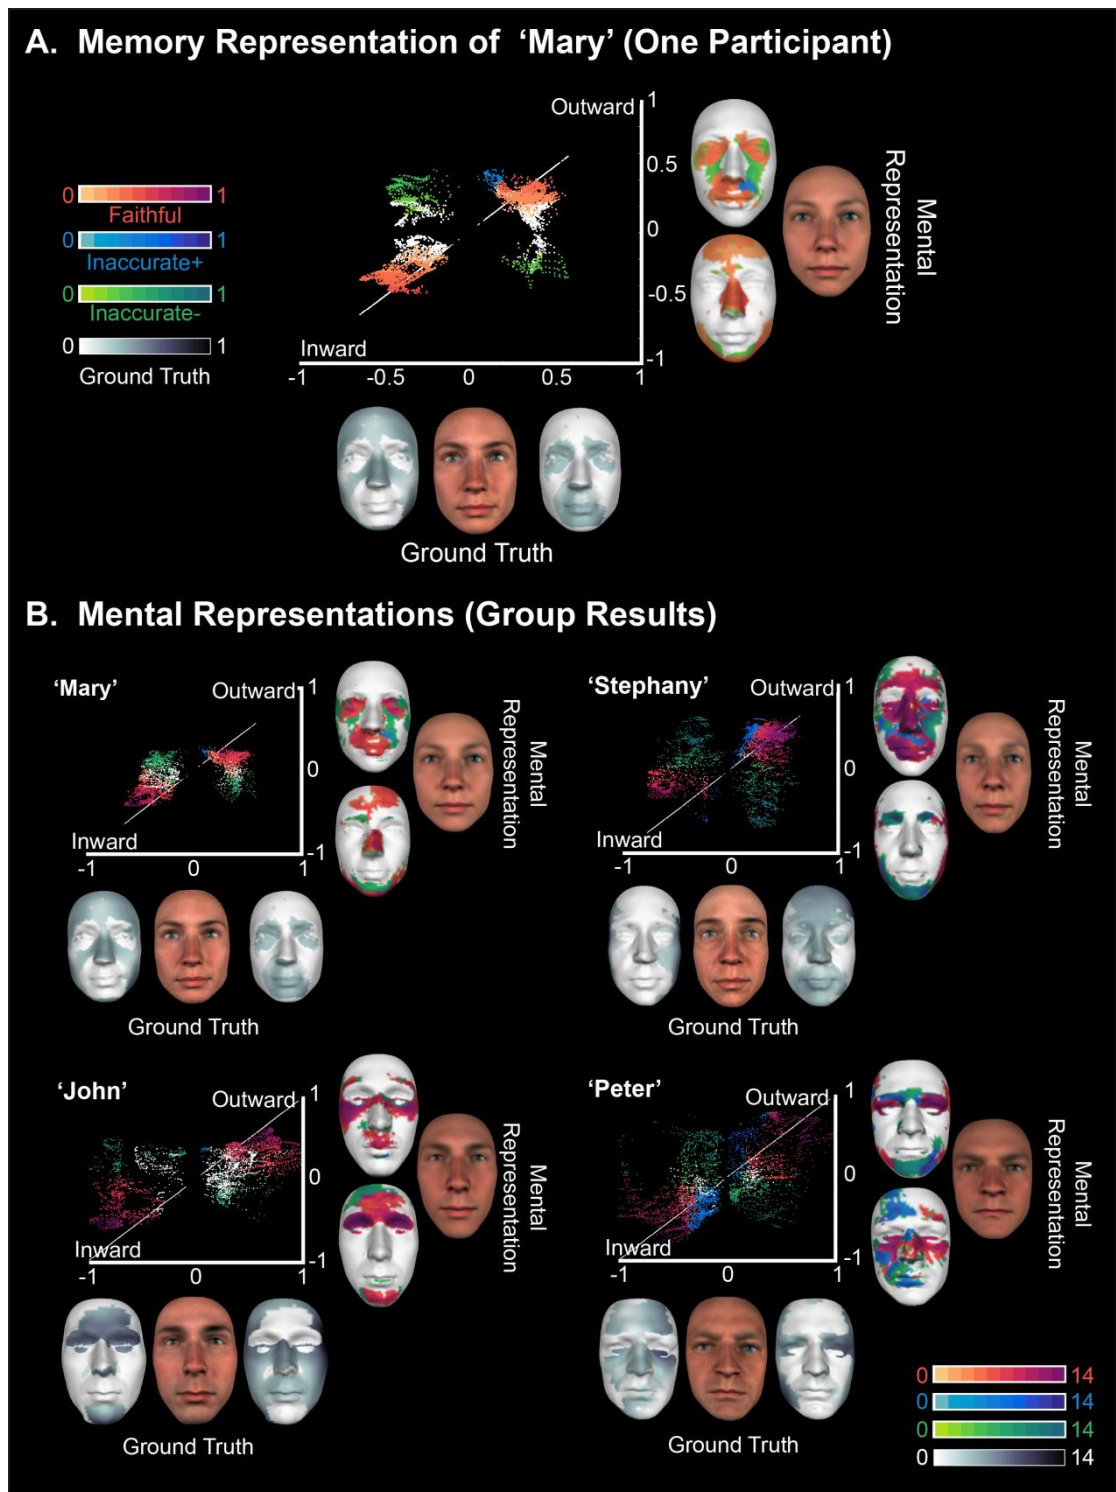 A. Memory Representation of ‘Mary’ (One Participant)
Outward
1
0.5
0
-0.5
-1
Mental
Representation
0 1
Faithful
0 1
Inaccurate+
0 1
Inaccurate-
0 1
Ground Truth
Inward
-1 -0.5 0 0.5 1
Ground Truth
B. Mental Representations (Group Results)
‘Mary’
Outward
1
0
-1
Inward
-1 0 1
Mental
Representation
Ground Truth
‘Stephany’
Outward
1
0
-1
Inward
-1 0 1
Mental
Representation
Ground Truth
‘John’
Outward
1
0
-1
Inward
-1 0 1
Mental
Representation
Ground Truth
‘Peter’
Outward
1
0
-1
Inward
-1 0 1
Mental
Representation
Ground Truth
0 14
0 14
0 14
0 14